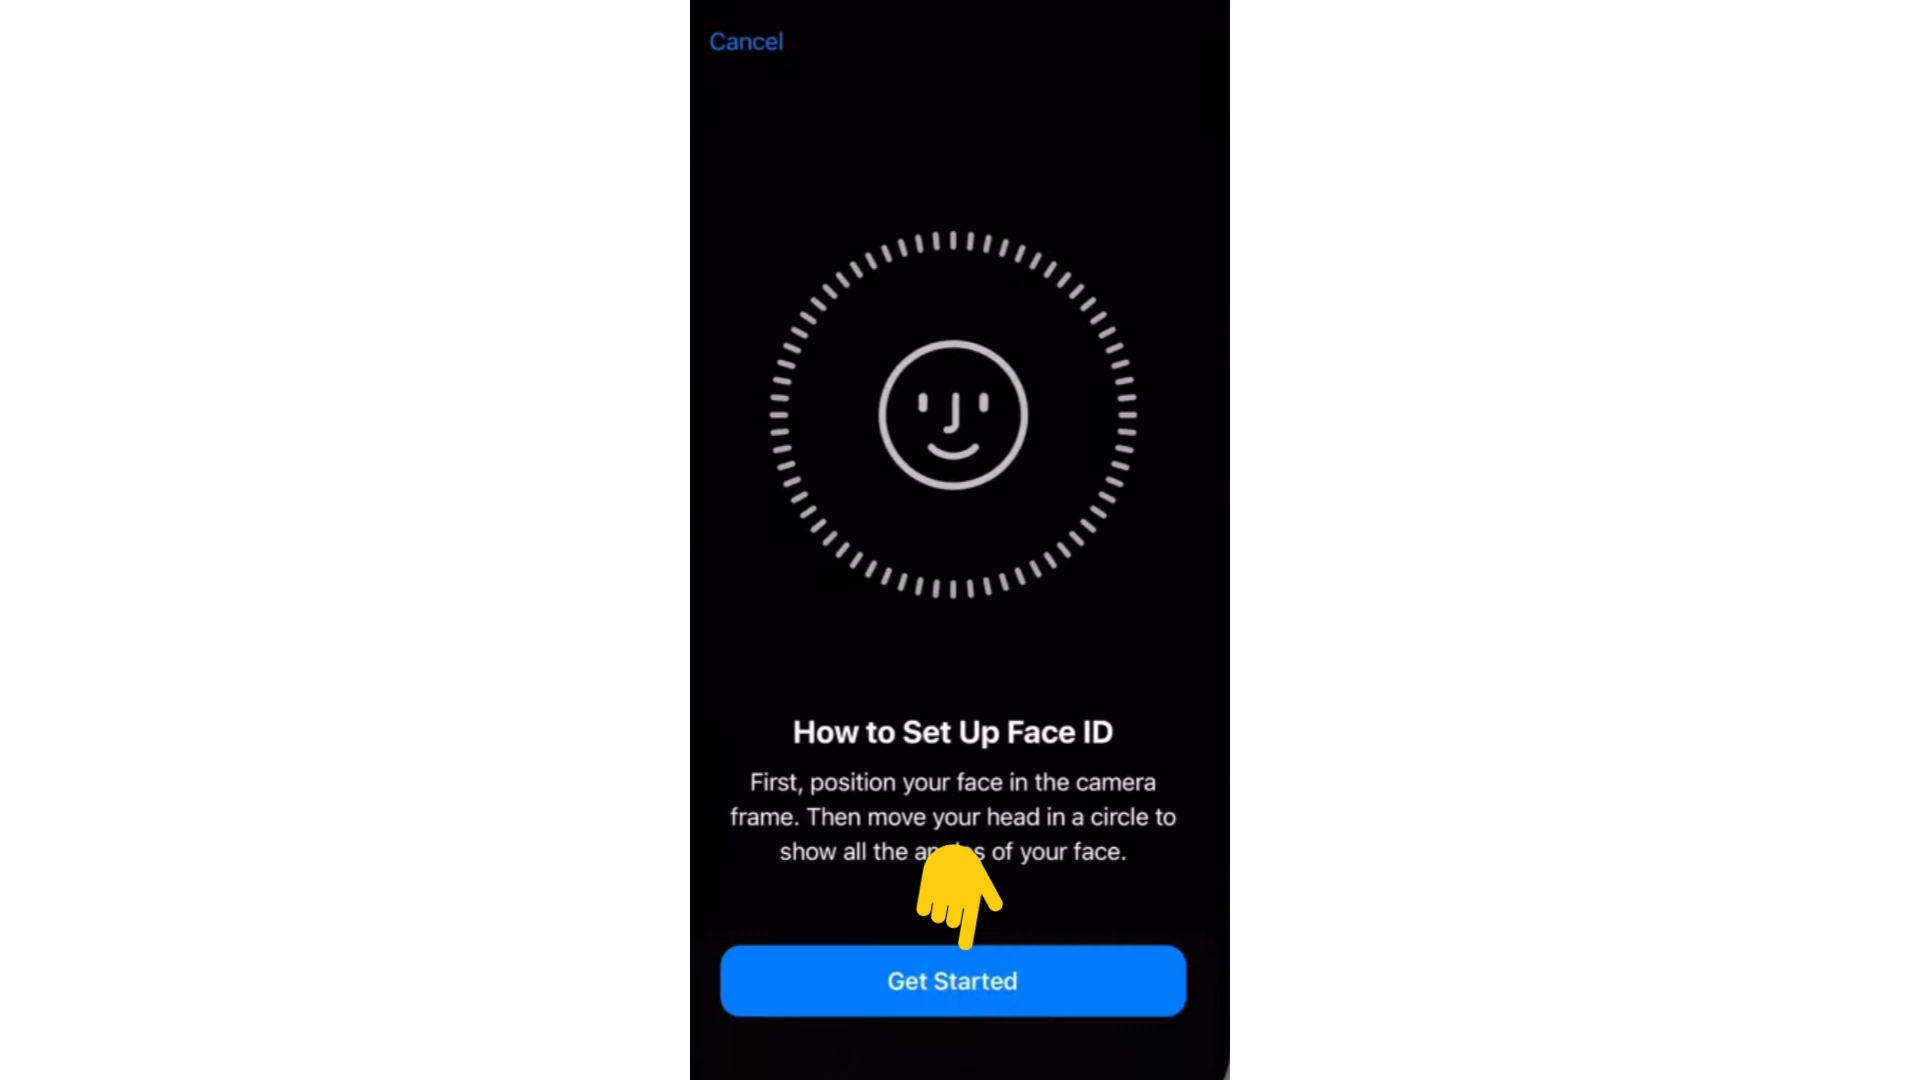 Cancel
How to Set Up Face ID
First, position your face in the camera
frame. Then move your head in a circle to
show all the of your face.
Get Started